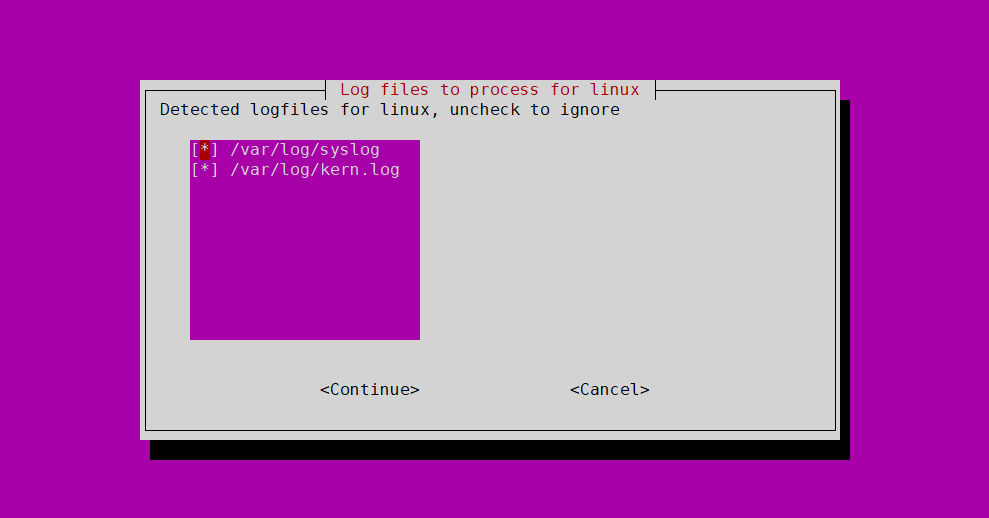 Log files to process for linux
Detected logfiles for linux, uncheck to ignore
[*] /var/log/syslog
[*] /var/log/kern.log
<Continue> <Cancel>